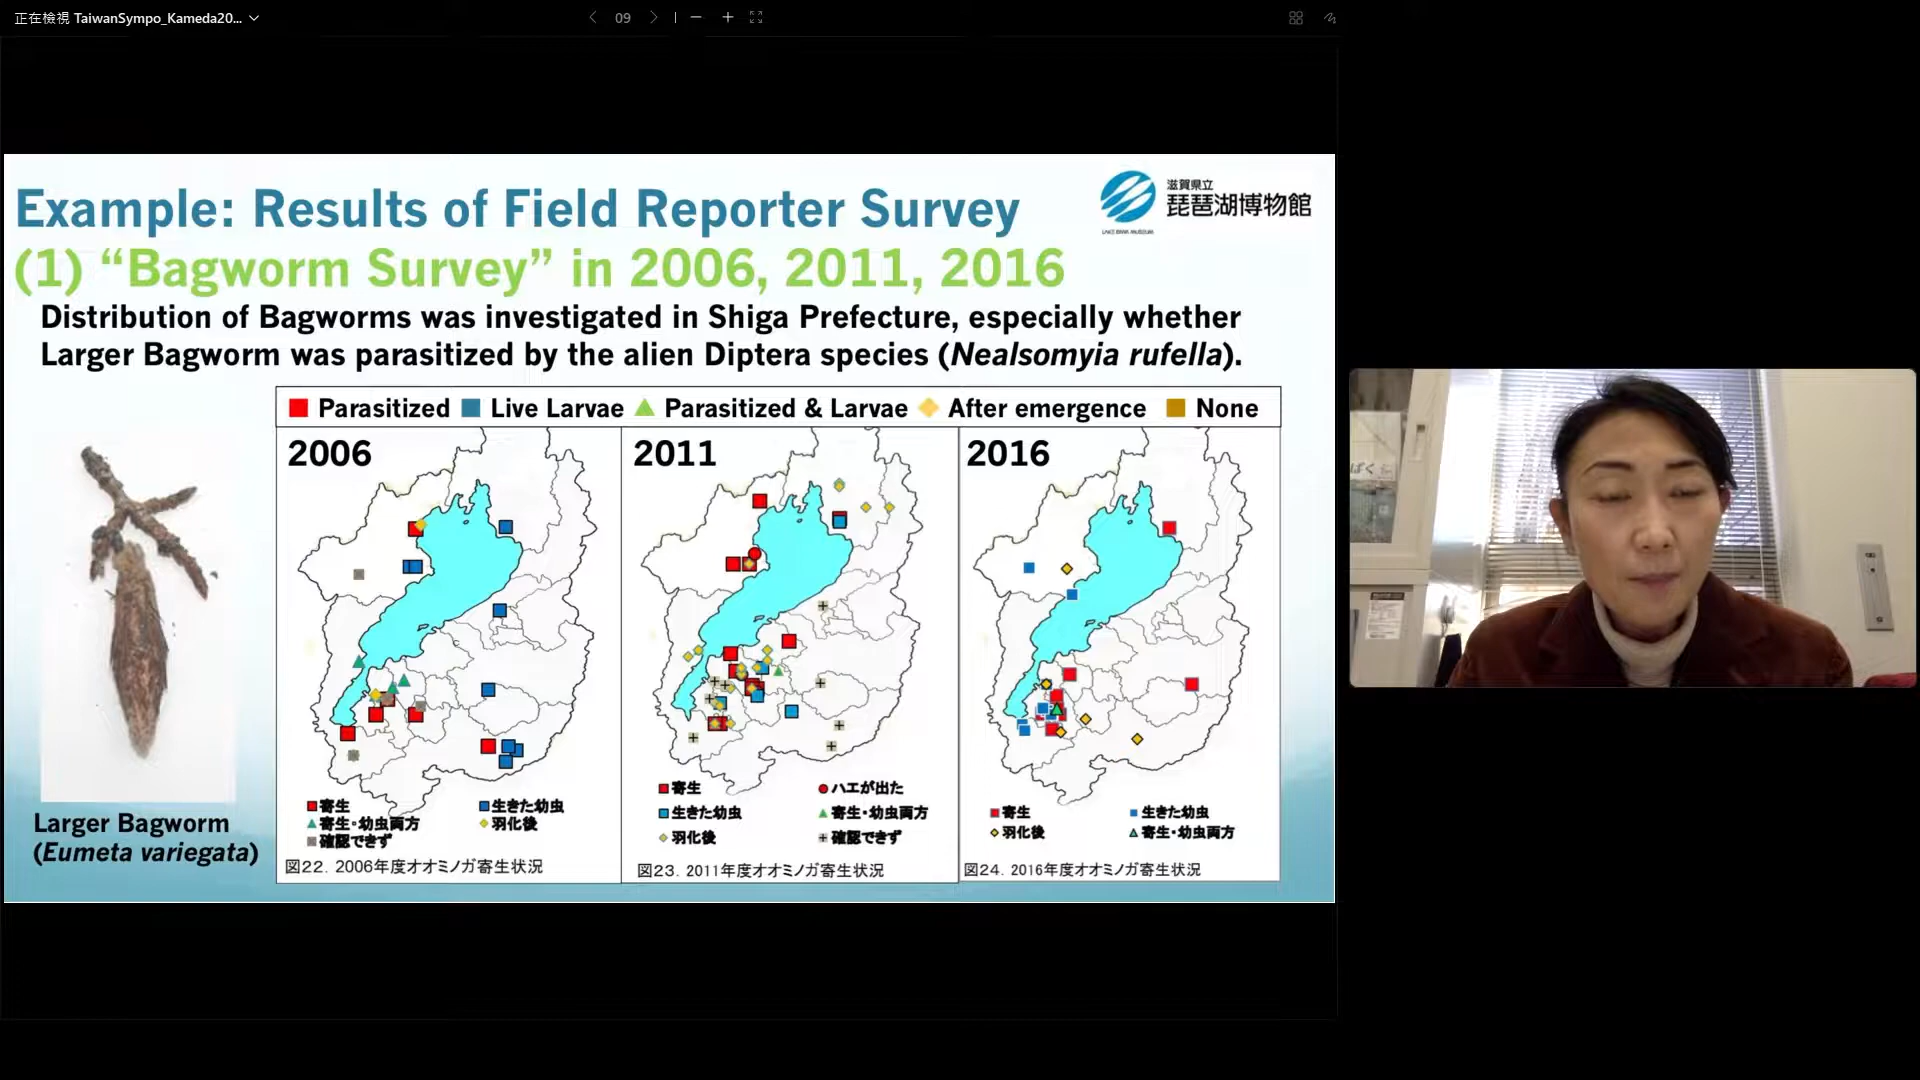 正在檢視 TaiwanSympo_Kameda20...
09
Example: Results of Field Reporter Survey
滋賀県立
琵琶湖博物館
LAKE BIWA MUSEUM
(1) “Bagworm Survey” in 2006, 2011, 2016
Distribution of Bagworms was investigated in Shiga Prefecture, especially whether
Larger Bagworm was parasitized by the alien Diptera species (Nealsomyia rufella).
Parasitized Live Larvae Parasitized & Larvae After emergence None
2006
寄生
生きた幼虫
寄生・幼虫両方
羽化後
確認できず
図22. 2006年度オオミノガ寄生状況
2011
寄生
ハエが出た
生きた幼虫
寄生・幼虫両方
羽化後
確認できず
図23. 2011年度オオミノガ寄生状況
2016
寄生
生きた幼虫
羽化後
寄生・幼虫両方
図24. 2016年度オオミノガ寄生状況
Larger Bagworm
(Eumeta variegata)